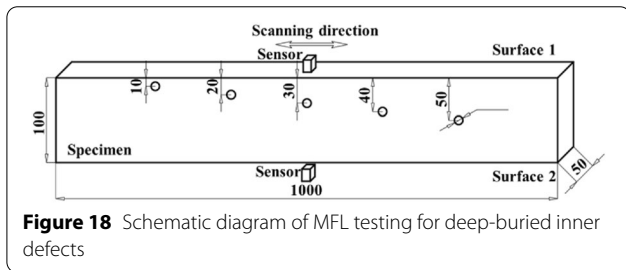 Scanning direction
Sensor
Surface 1
10
20
30
40
50
100
Specimen
Sensor
Surface 2
50
1000
Figure 18 Schematic diagram of MFL testing for deep-buried inner
defects